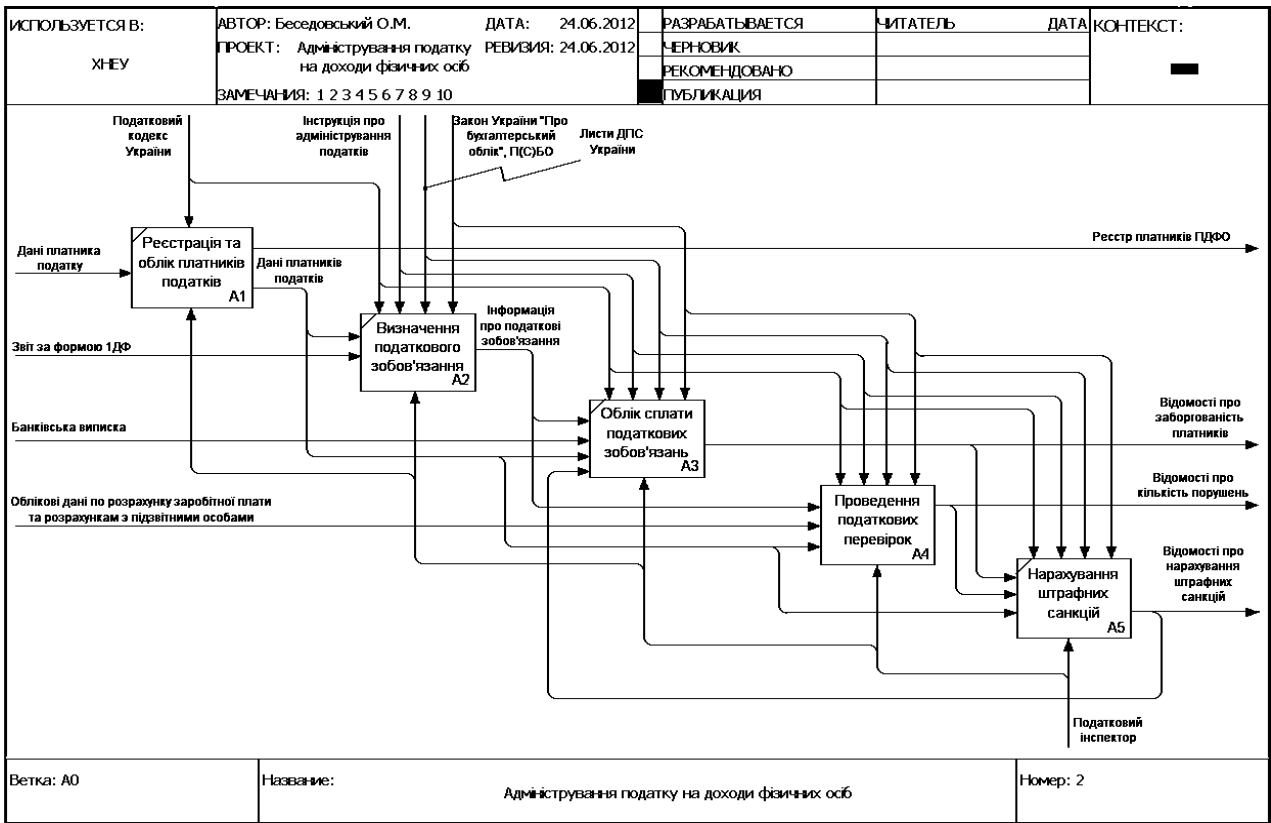 ИСПОЛЬЗУЕТСЯ В:
ХНЕУ
АВТОР: Беседовський О.М.
ДАТА: 24.06.2012
ПРОЕКТ: Адміністрування податку
на доходи фізичних осіб
РЕВИЗИЯ: 24.06.2012
ЗАМЕЧАНИЯ: 1 2 3 4 5 6 7 8 9 10
РАЗРАБАТЫВАЕТСЯ
ЧЕРНОВИК
РЕКОМЕНДОВАНО
ПУБЛИКАЦИЯ
ЧИТАТЕЛЬ
ДАТА
КОНТЕКСТ:
Податковий
кодекс
України
Інструкція про
адміністрування
податків
Закон України "Про
бухгалтерський
облік", П(С)БО
Листи ДПС
України
Дані платника
податку
Реєстрація та
облік платників
податків
A1
Реєстр платників ПДФО
Дані платників
податків
Звіт за формою 1ДФ
Визначення
податкового
зобов'язання
A2
Інформація
про податкові
зобов'язання
Банківська виписка
Облік сплати
податкових
зобов'язань
A3
Відомості про
заборгованість
платників
Облікові дані по розрахунку заробітної плати
та розрахункам з підзвітними особами
Проведення
податкових
перевірок
A4
Відомості про
кількість порушень
Нарахування
штрафних
санкцій
A5
Відомості про
нарахування
штрафних
санкцій
Податковий
інспектор
Ветка: A0
Название:
Адміністрування податку на доходи фізичних осіб
Номер: 2